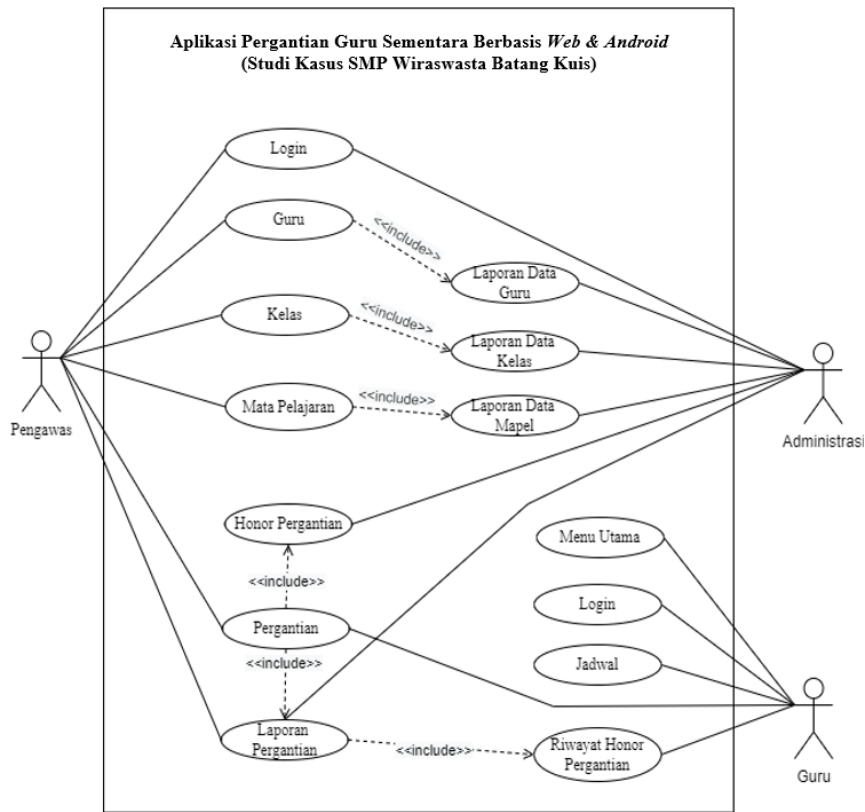 Aplikasi Pergantian Guru Sementara Berbasis Web & Android
(Studi Kasus SMP Wiraswasta Batang Kuis)
Login
Guru
<<include>>
Laporan Data
Guru
Kelas
<<include>>
Laporan Data
Kelas
Mata Pelajaran
<<include>>
Laporan Data
Mapel
Pengawas
Administrasi
Honor Pergantian
Menu Utama
<<include>>
Login
Pergantian
<<include>>
Jadwal
Laporan
Pergantian
<<include>>
Riwayat Honor
Pergantian
Guru